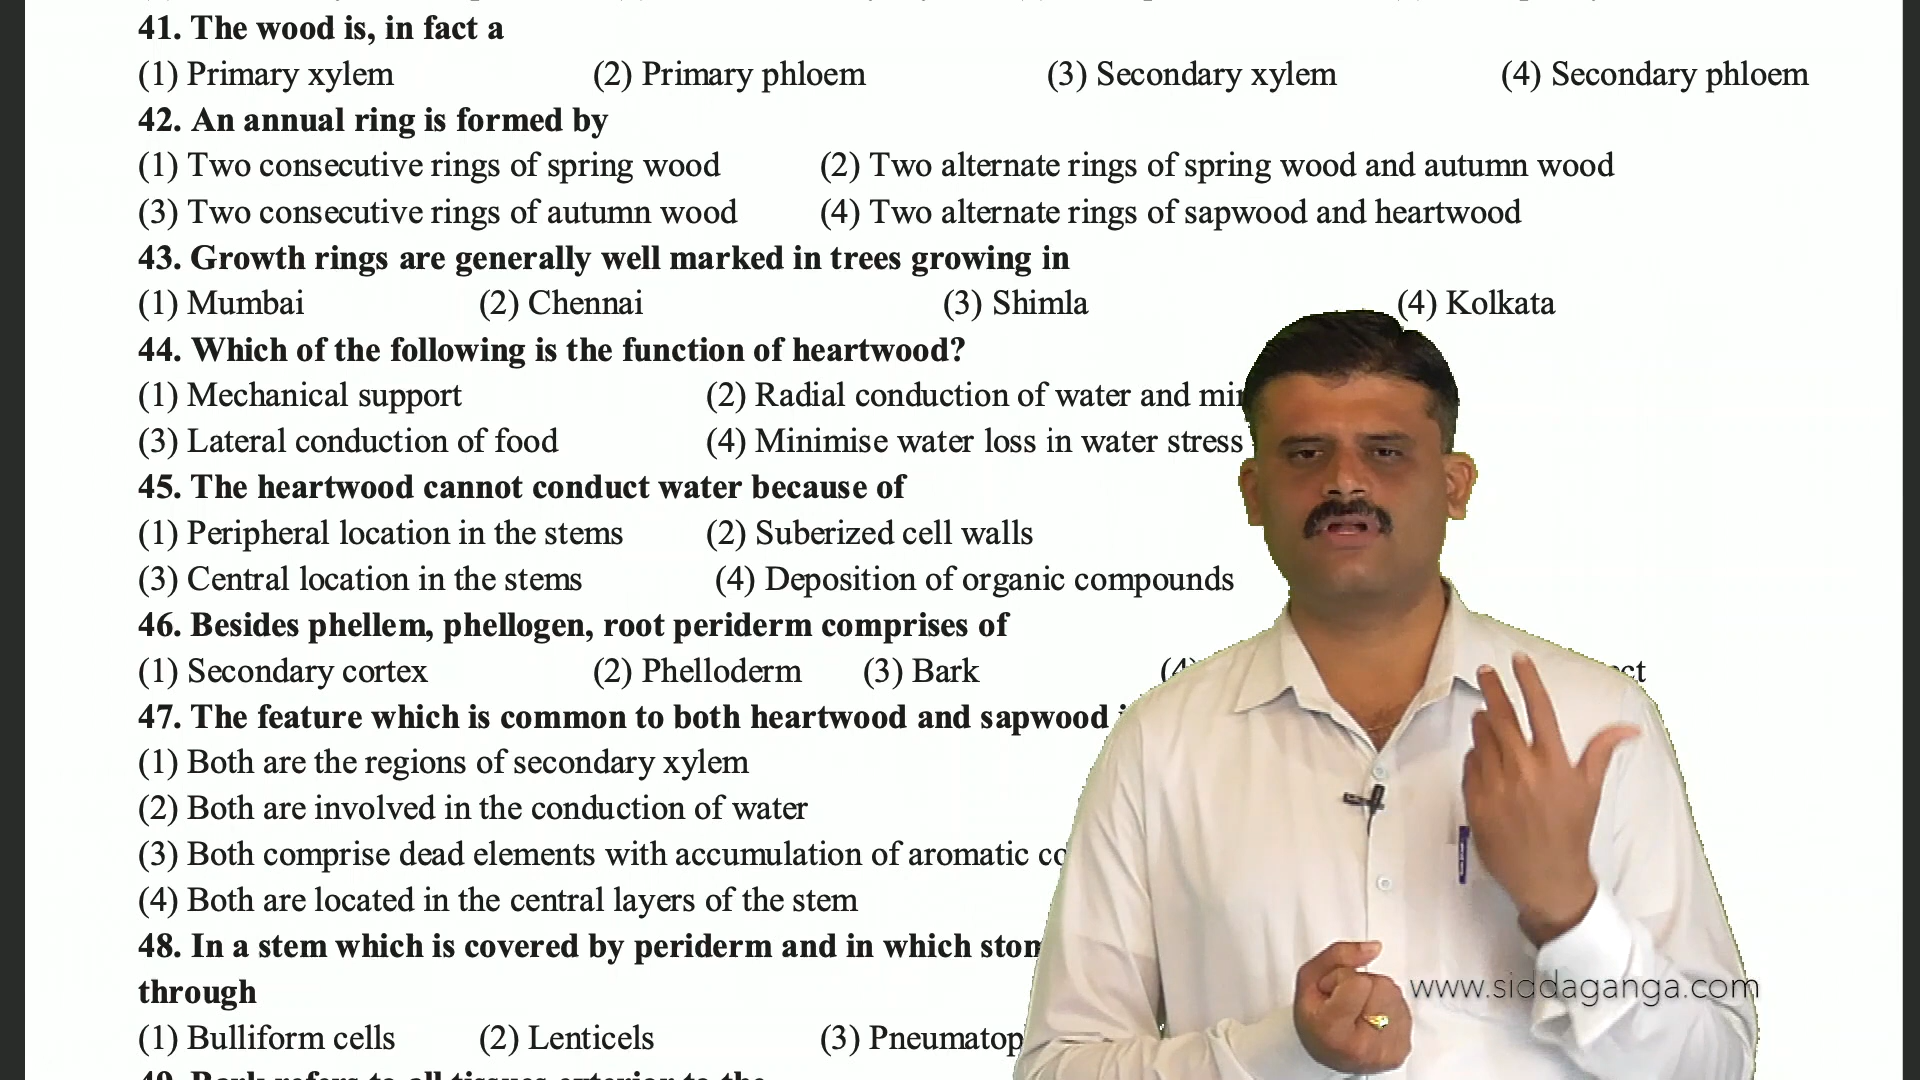 41. The wood is, in fact a
(1) Primary xylem (2) Primary phloem (3) Secondary xylem (4) Secondary phloem
42. An annual ring is formed by
(1) Two consecutive rings of spring wood (2) Two alternate rings of spring wood and autumn wood
(3) Two consecutive rings of autumn wood (4) Two alternate rings of sapwood and heartwood
43. Growth rings are generally well marked in trees growing in
(1) Mumbai (2) Chennai (3) Shimla (4) Kolkata
44. Which of the following is the function of heartwood?
(1) Mechanical support (2) Radial conduction of water and
(3) Lateral conduction of food (4) Minimise water loss in water stress
45. The heartwood cannot conduct water because of
(1) Peripheral location in the stems (2) Suberized cell walls
(3) Central location in the stems (4) Deposition of organic compounds
46. Besides phellem, phellogen, root periderm comprises of
(1) Secondary cortex (2) Phelloderm (3) Bark (4)
47. The feature which is common to both heartwood and sapwood
(1) Both are the regions of secondary xylem
(2) Both are involved in the conduction of water
(3) Both comprise dead elements with accumulation of aromatic
(4) Both are located in the central layers of the stem
48. In a stem which is covered by periderm and in which
through
(1) Bulliform cells (2) Lenticels (3)
www.siddaganga.com
49. Bark refers to all tissues exterior to the